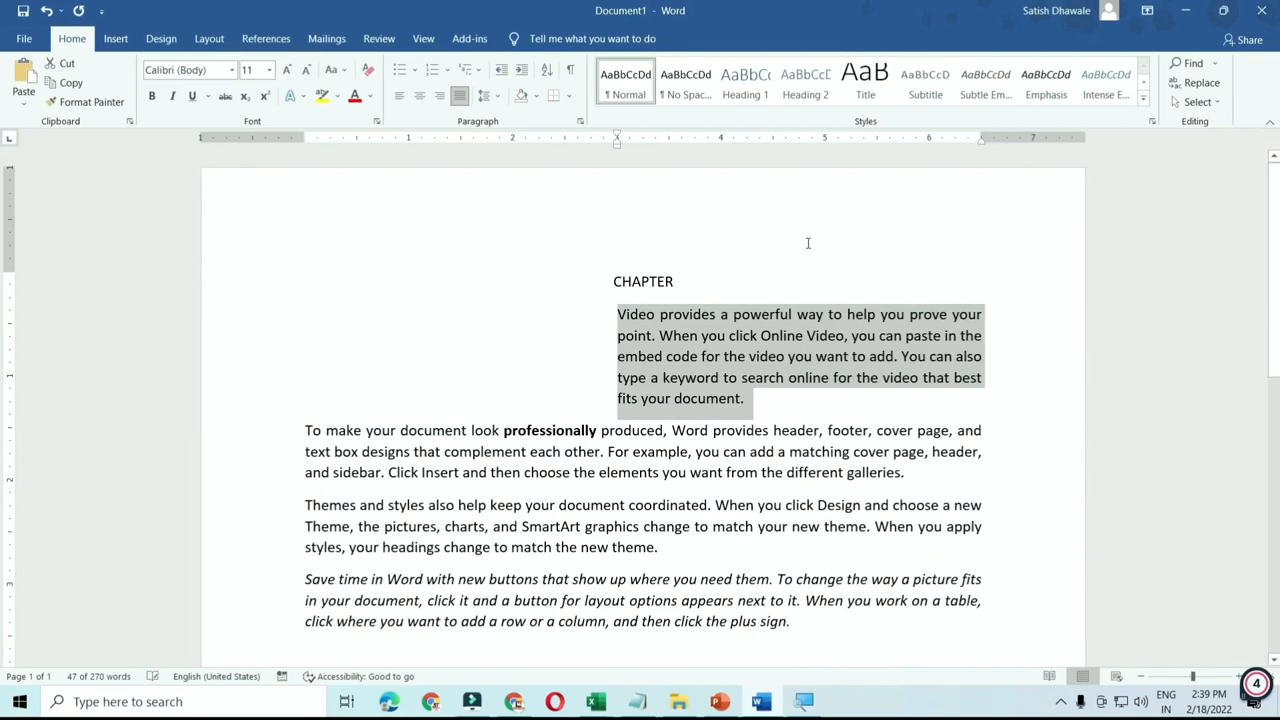 Document1 - Word
Satish Dhawale
File Home Insert Design Layout References Mailings Review View Add-ins Tell me what you want to do
Share
Paste
Cut
Copy
Format Painter
Clipboard
Calibri (Body) 11
Font
Paragraph
AaBbCcDd AaBbCcDd AaBbC( AaBbCcE AaB AaBbCcD AaBbCcDd AaBbCcDd AaBbCcDd
¶ Normal ¶ No Spac... Heading 1 Heading 2 Title Subtitle Subtle Em... Emphasis Intense E...
Styles
Find
Replace
Select
Editing
1 1 2 4 5 6 7
CHAPTER
Video provides a powerful way to help you prove your
point. When you click Online Video, you can paste in the
embed code for the video you want to add. You can also
type a keyword to search online for the video that best
fits your document.
To make your document look professionally produced, Word provides header, footer, cover page, and
text box designs that complement each other. For example, you can add a matching cover page, header,
and sidebar. Click Insert and then choose the elements you want from the different galleries.
Themes and styles also help keep your document coordinated. When you click Design and choose a new
Theme, the pictures, charts, and SmartArt graphics change to match your new theme. When you apply
styles, your headings change to match the new theme.
Save time in Word with new buttons that show up where you need them. To change the way a picture fits
in your document, click it and a button for layout options appears next to it. When you work on a table,
click where you want to add a row or a column, and then click the plus sign.
Page 1 of 1 47 of 270 words English (United States) Accessibility: Good to go
4
Type here to search
ENG
IN
2:39 PM
2/18/2022